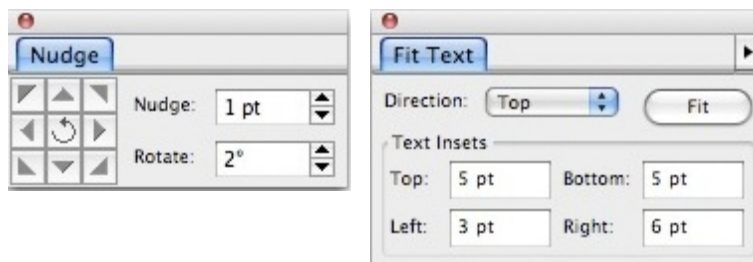 Nudge
Nudge: 1 pt
Rotate: 2°
Fit Text
Direction: Top Fit
Text Insets
Top: 5 pt Bottom: 5 pt
Left: 3 pt Right: 6 pt